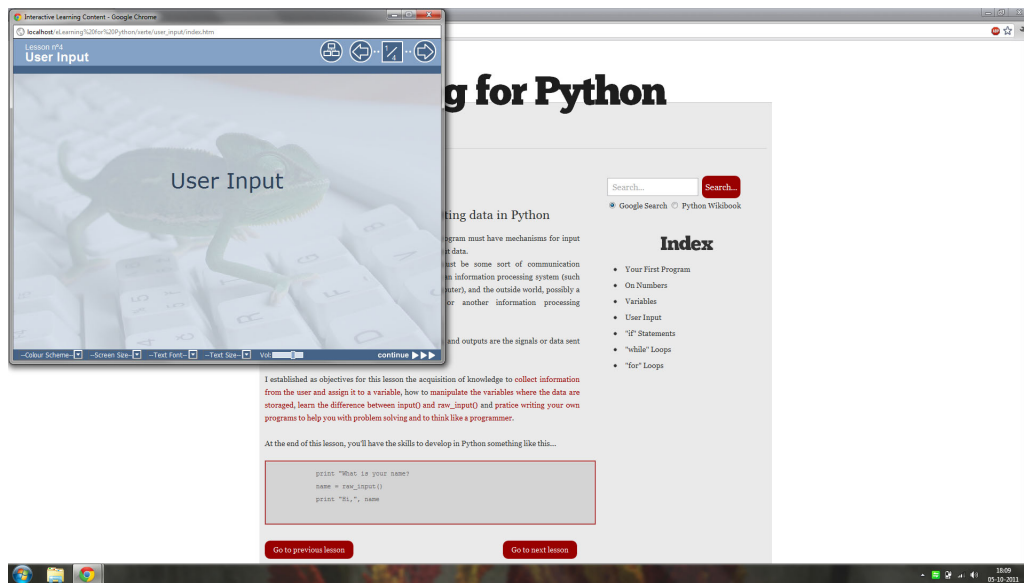 Interactive Learning Content - Google Chrome
localhost/eLearning%20for%20Python/xerte/user_input/index.htm
Lesson nº4
User Input
1/4
User Input
--Colour Scheme-- --Screen Size-- --Text Font-- --Text Size-- Vol: continue
g for Python
Search... Search...
Google Search Python Wikibook
ting data in Python
ogram must have mechanisms for input
ut data.
ust be some sort of communication
an information processing system (such
uter), and the outside world, possibly a
or another information processing
and outputs are the signals or data sent
I established as objectives for this lesson the acquisition of knowledge to collect information
from the user and assign it to a variable, how to manipulate the variables where the data are
storaged, learn the difference between input() and raw_input() and pratice writing your own
programs to help you with problem solving and to think like a programmer.
At the end of this lesson, you'll have the skills to develop in Python something like this...
print "What is your name?
name = raw_input()
print "Hi,", name
Go to previous lesson Go to next lesson
Index
Your First Program
On Numbers
Variables
User Input
"if" Statements
"while" Loops
"for" Loops
18:09
05-10-2011